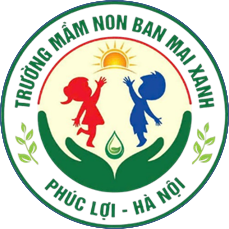 TRƯỜNG MẦM NON BAN MAI XANH
PHÚC LỢI - HÀ NỘI